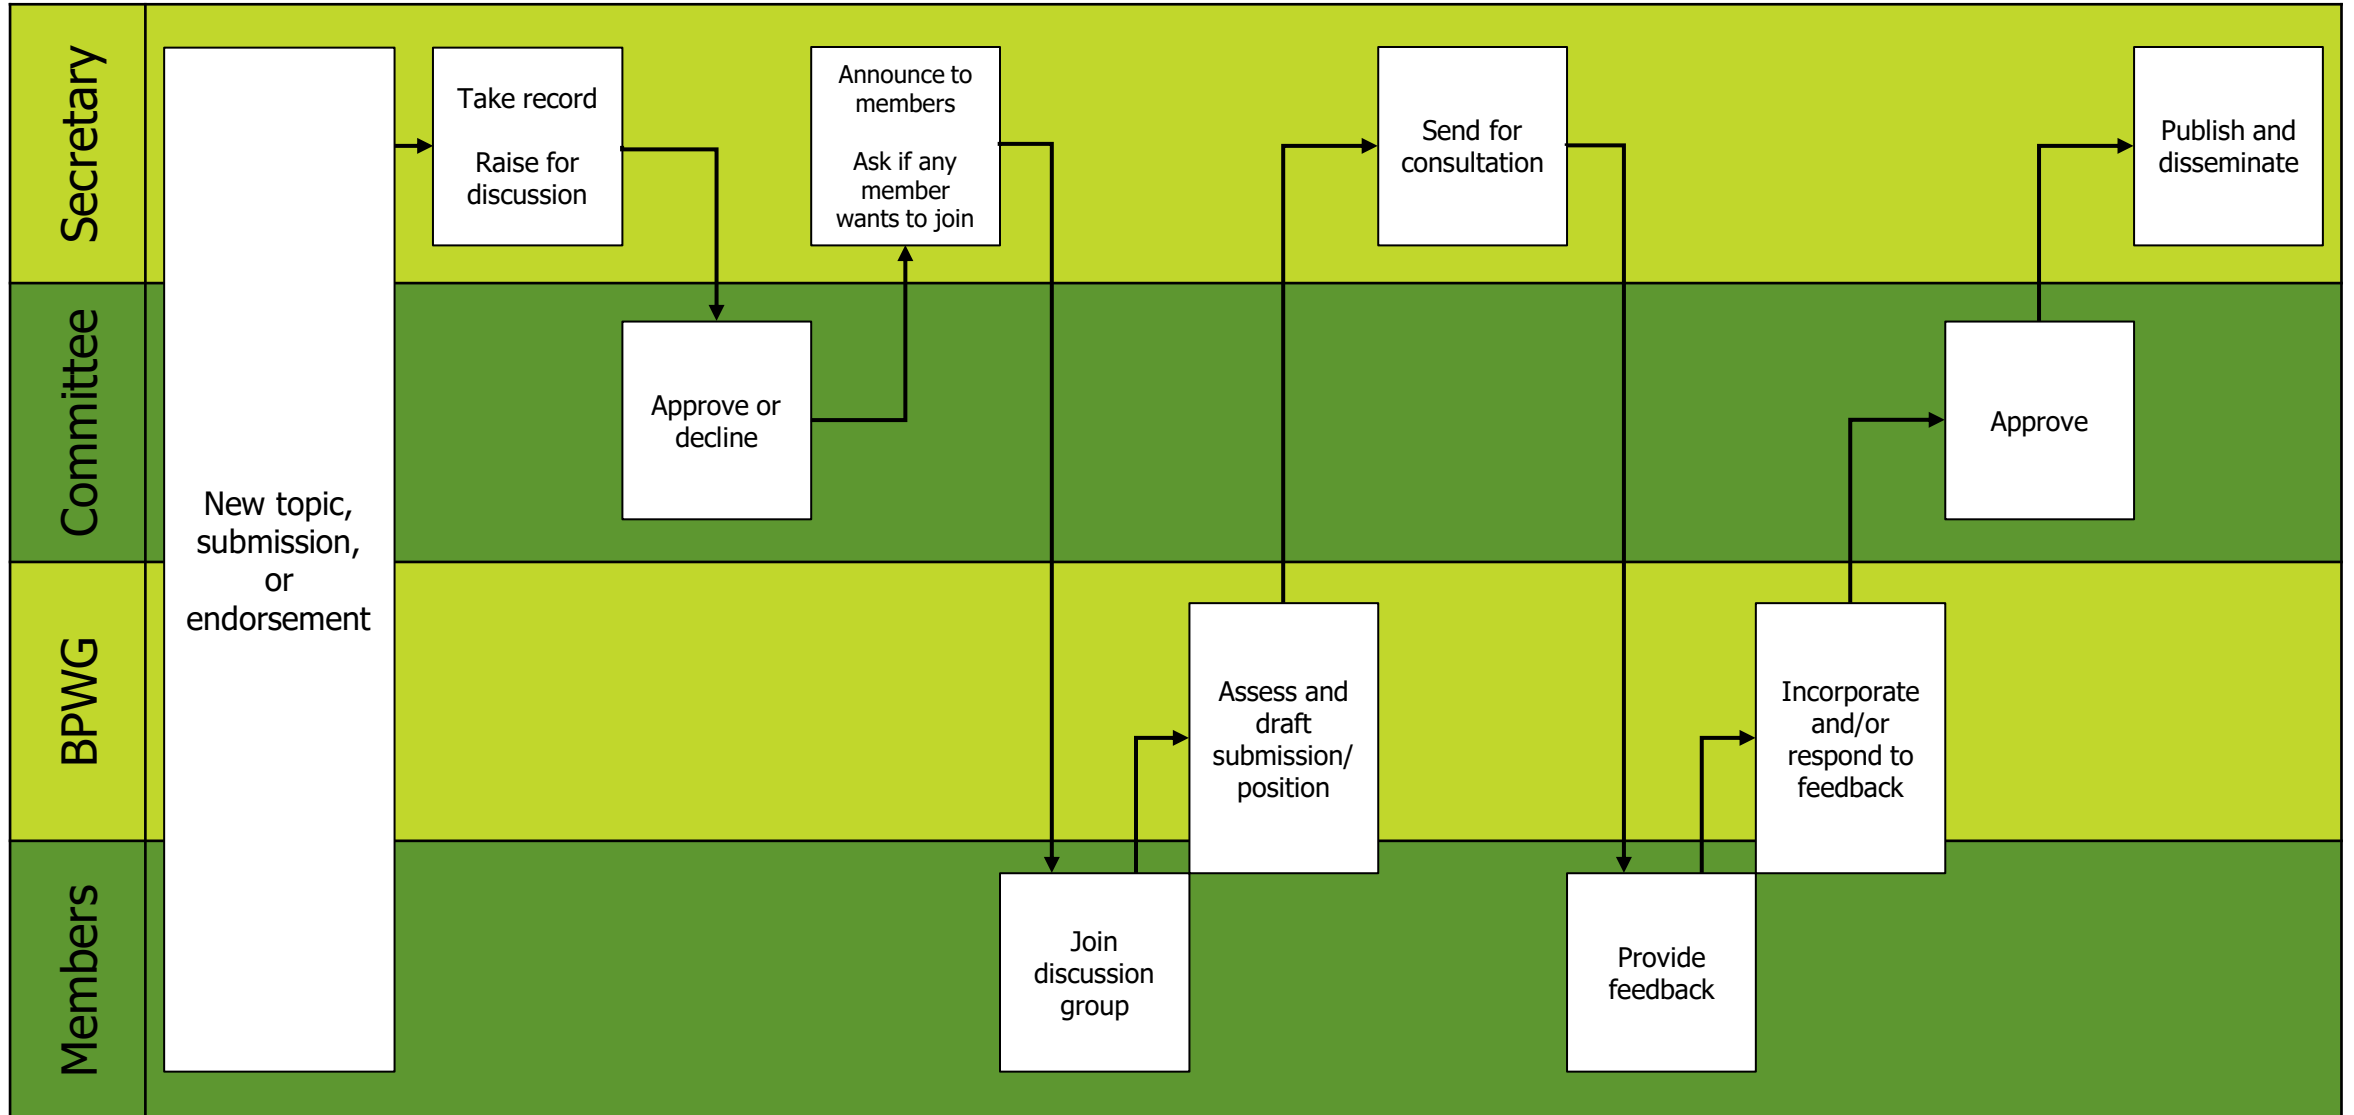 Secretary
Committee
BPWG
Members
New topic,
submission,
or
endorsement
Take record
Raise for
discussion
Approve or
decline
Announce to
members
Ask if any
member
wants to join
Join
discussion
group
Assess and
draft
submission/
position
Send for
consultation
Provide
feedback
Incorporate
and/or
respond to
feedback
Approve
Publish and
disseminate